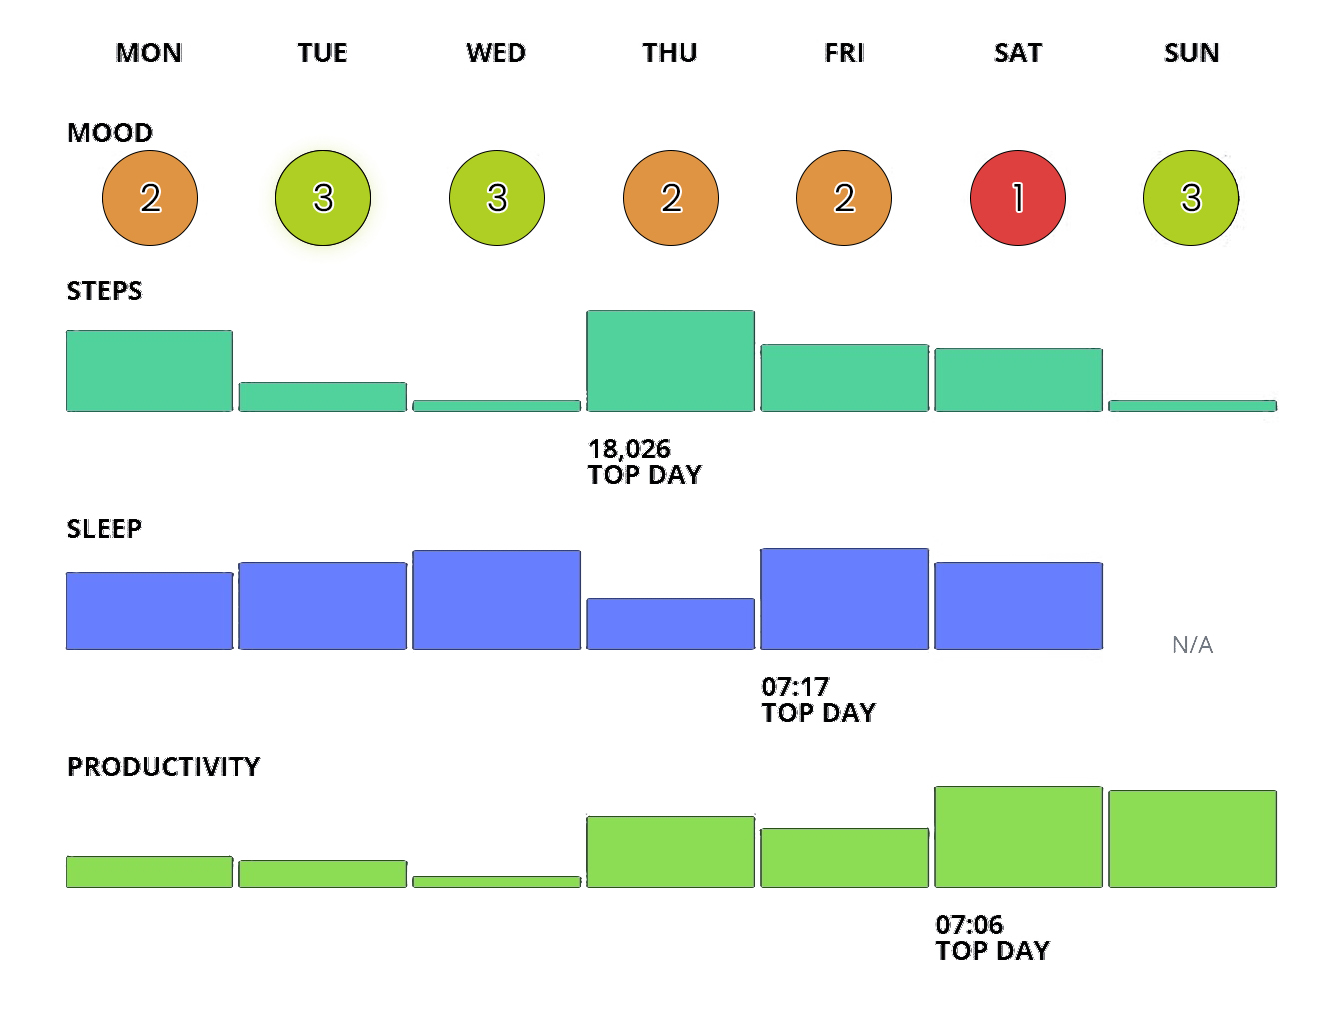 MON TUE WED THU FRI SAT SUN
MOOD
2 3 3 2 2 1 3
STEPS
18,026
TOP DAY
SLEEP
N/A
07:17
TOP DAY
PRODUCTIVITY
07:06
TOP DAY